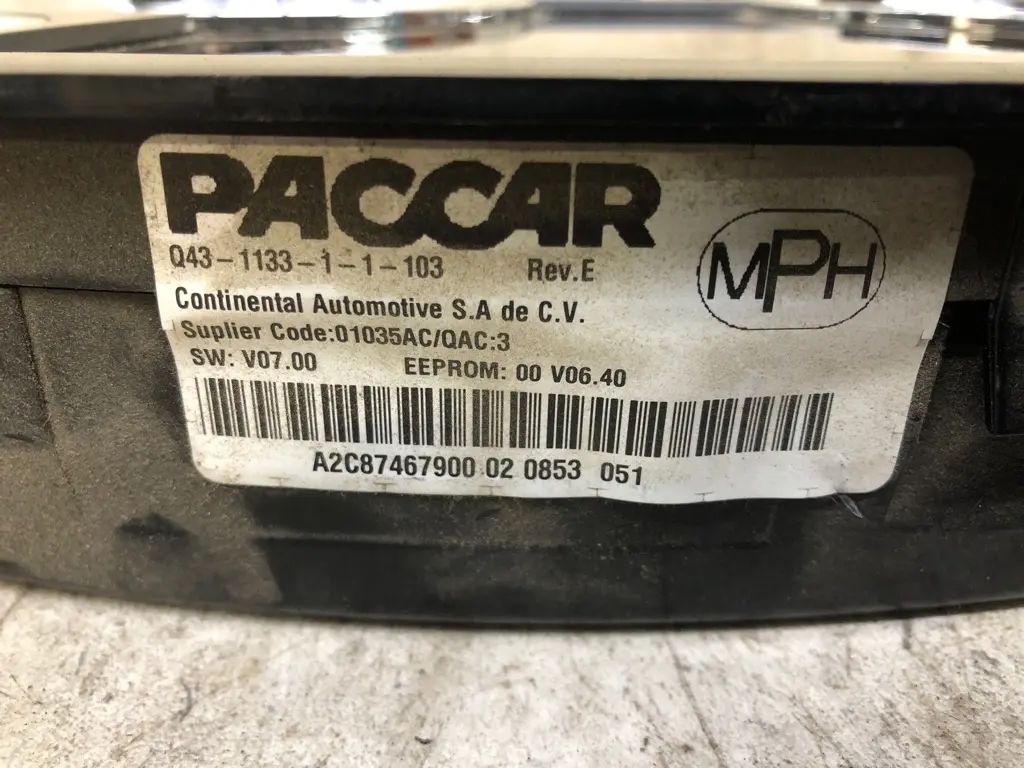 PACCAR
Q43-1133-1-1-103 Rev.E
MPH
Continental Automotive S.A de C.V.
Suplier Code:01035AC/QAC:3
SW: V07.00 EEPROM: 00 V06.40
A2C87467900 02 0853 051